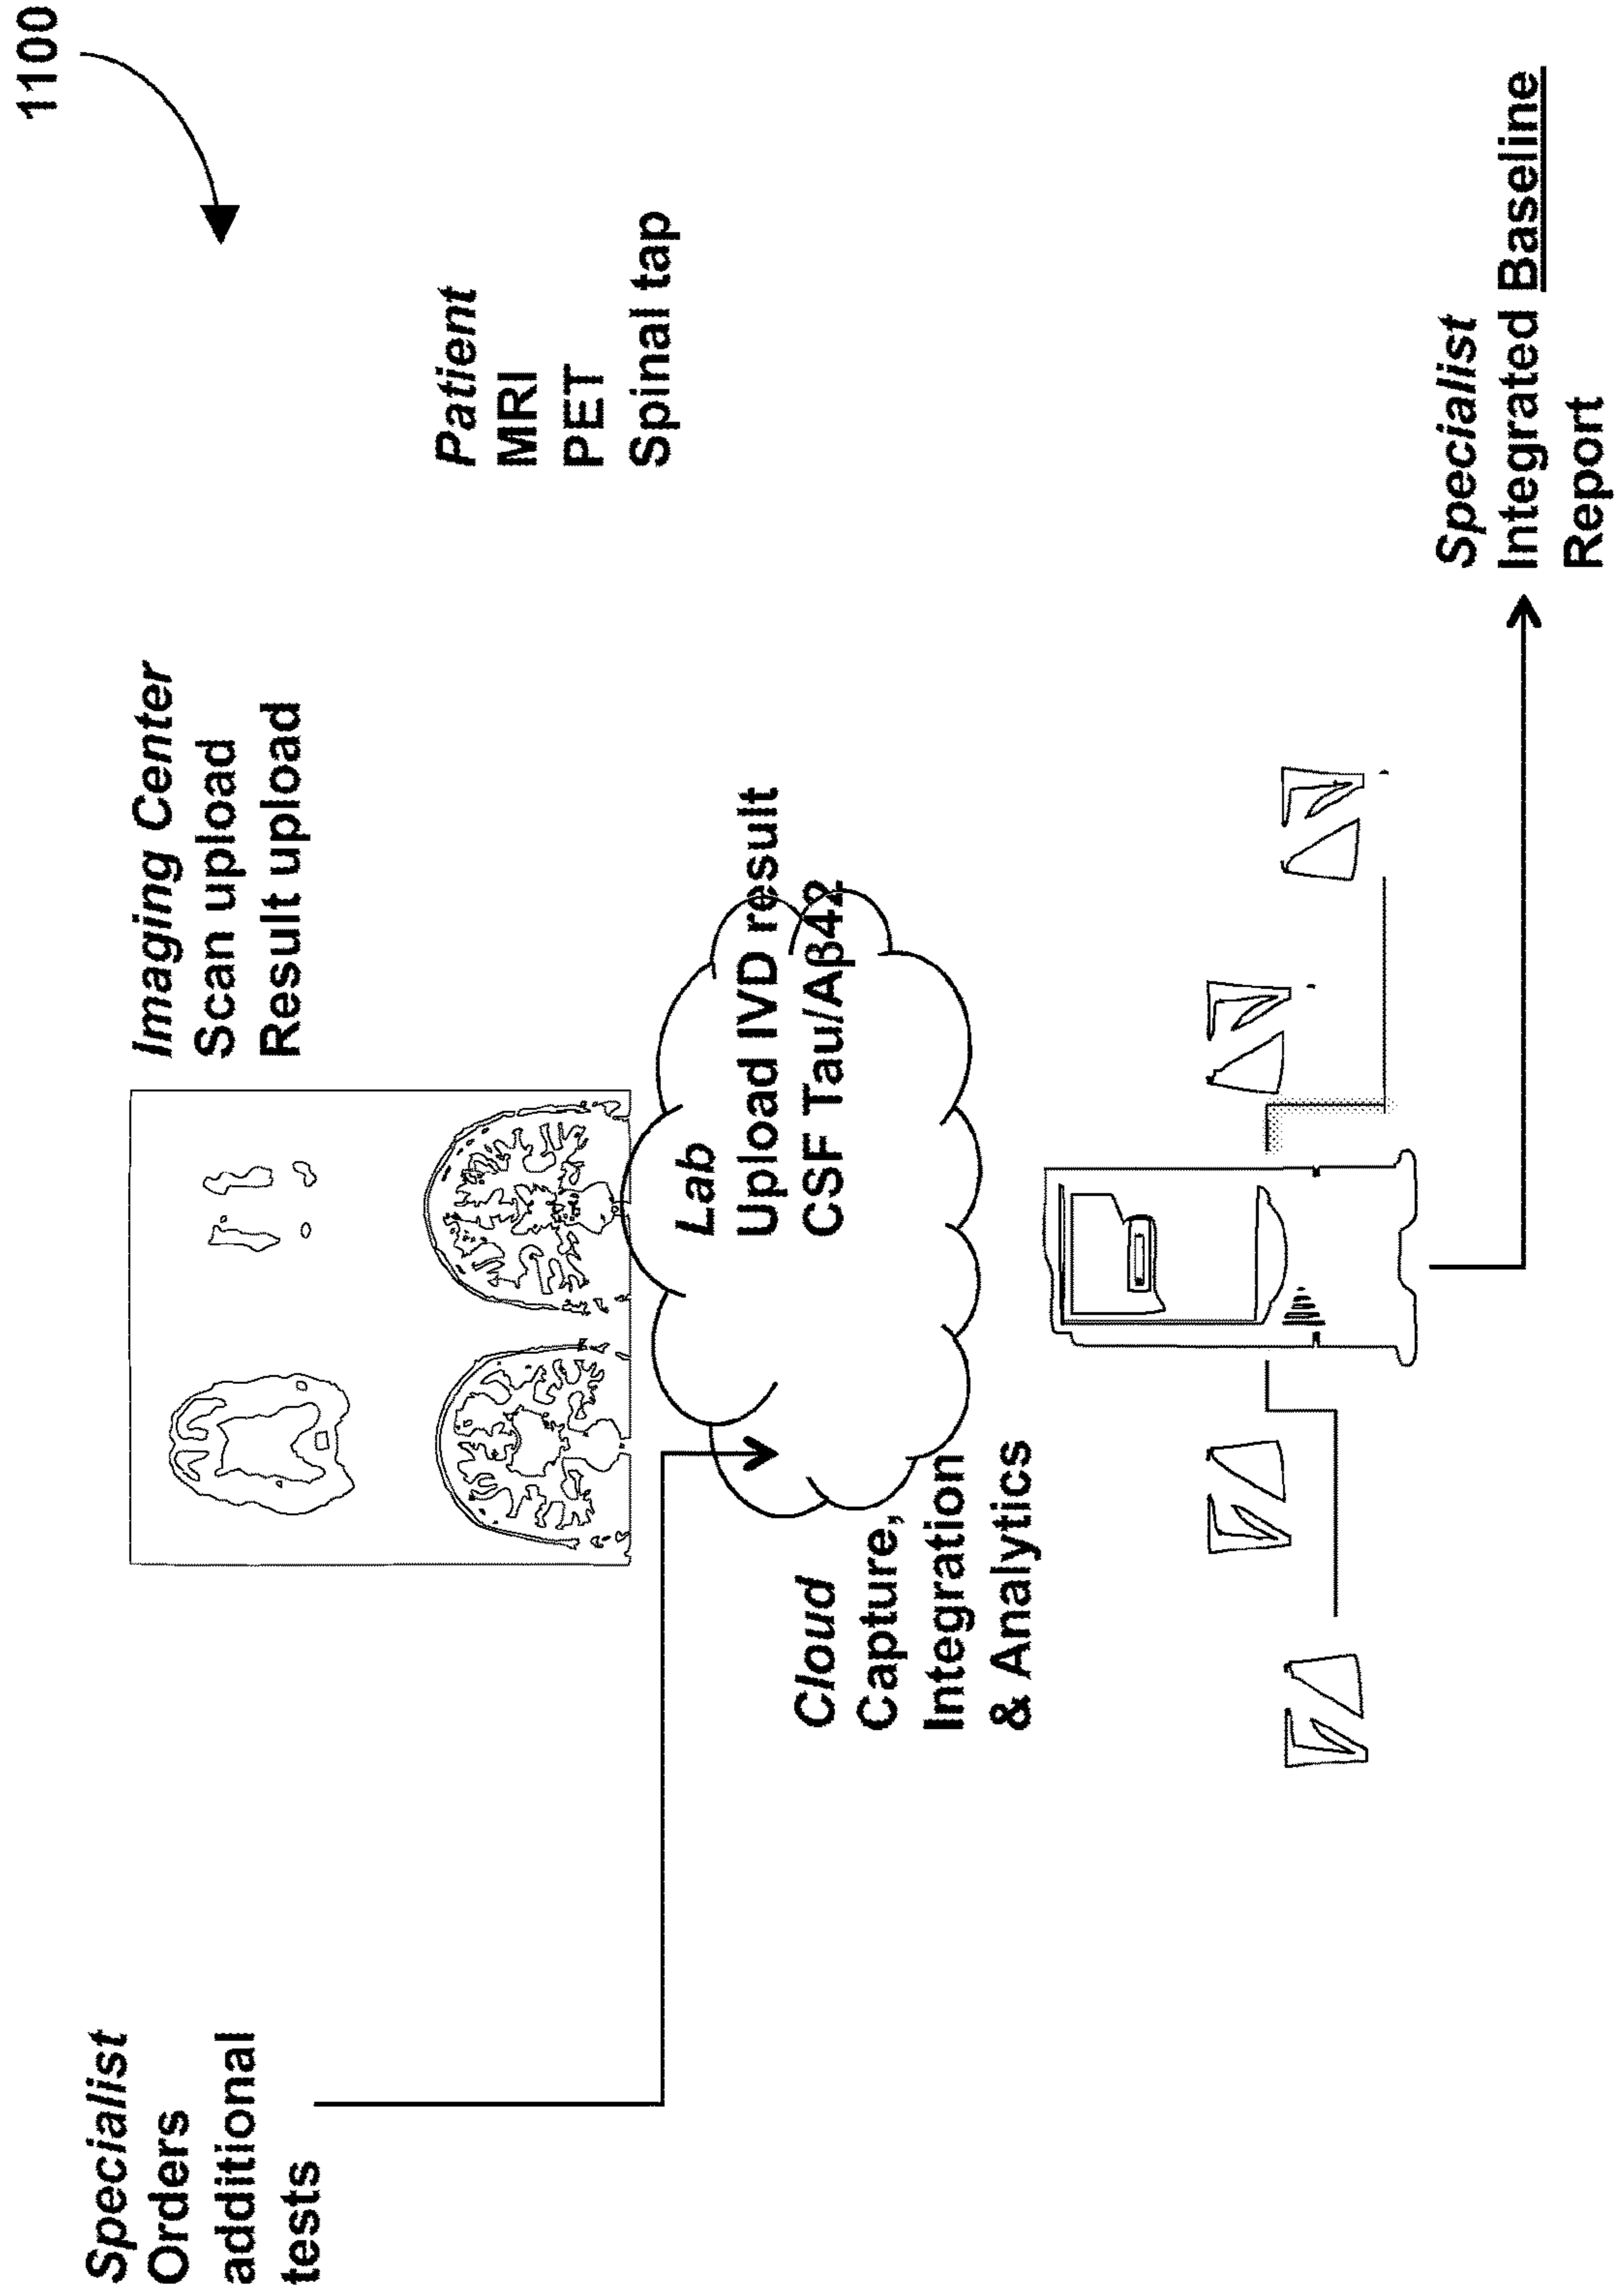 1100
Specialist
Orders
additional
tests
Imaging Center
Scan upload
Result upload
Patient
MRI
PET
Spinal tap
Lab
Upload IVD result
CSF Tau/Aβ42
Cloud
Capture,
Integration
& Analytics
Specialist
Integrated Baseline
Report